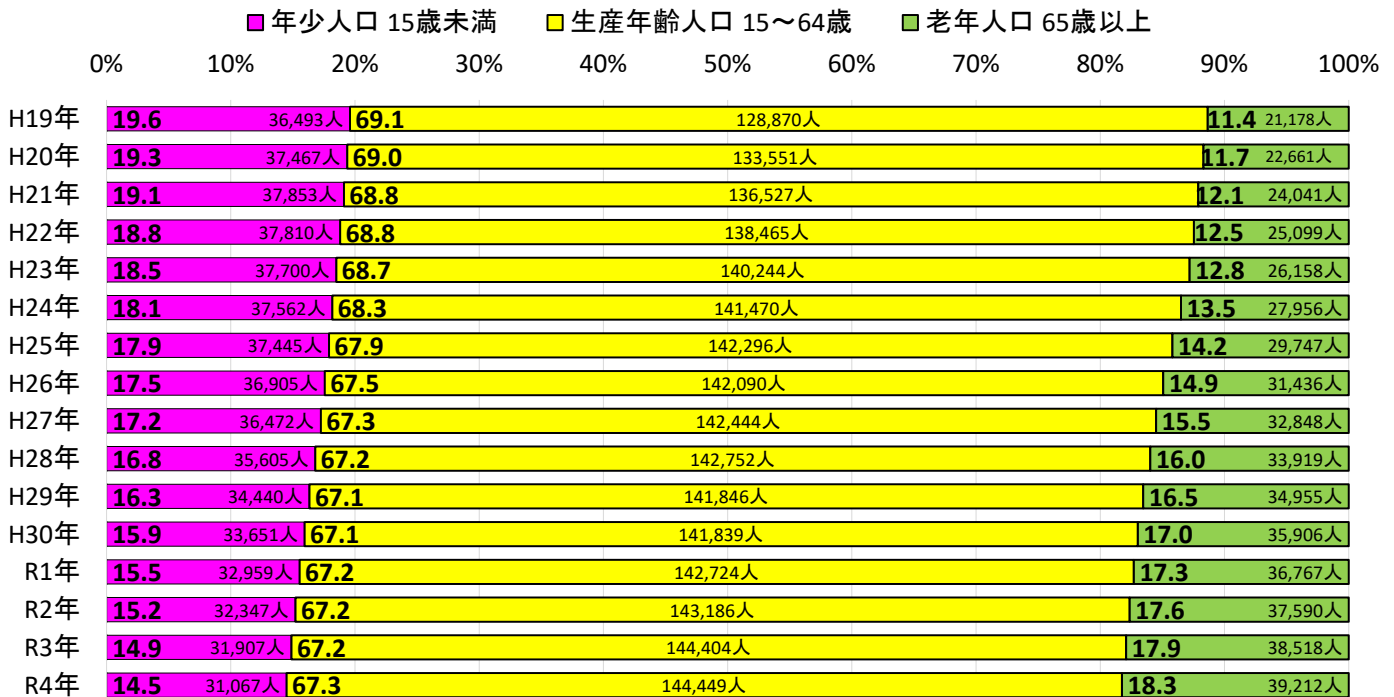 年少人口 15歳未満 生産年齢人口 15～64歳 老年人口 65歳以上
0% 10% 20% 30% 40% 50% 60% 70% 80% 90% 100%
H19年 19.6 36,493人 69.1 128,870人 11.4 21,178人
H20年 19.3 37,467人 69.0 133,551人 11.7 22,661人
H21年 19.1 37,853人 68.8 136,527人 12.1 24,041人
H22年 18.8 37,810人 68.8 138,465人 12.5 25,099人
H23年 18.5 37,700人 68.7 140,244人 12.8 26,158人
H24年 18.1 37,562人 68.3 141,470人 13.5 27,956人
H25年 17.9 37,445人 67.9 142,296人 14.2 29,747人
H26年 17.5 36,905人 67.5 142,090人 14.9 31,436人
H27年 17.2 36,472人 67.3 142,444人 15.5 32,848人
H28年 16.8 35,605人 67.2 142,752人 16.0 33,919人
H29年 16.3 34,440人 67.1 141,846人 16.5 34,955人
H30年 15.9 33,651人 67.1 141,839人 17.0 35,906人
R1年 15.5 32,959人 67.2 142,724人 17.3 36,767人
R2年 15.2 32,347人 67.2 143,186人 17.6 37,590人
R3年 14.9 31,907人 67.2 144,404人 17.9 38,518人
R4年 14.5 31,067人 67.3 144,449人 18.3 39,212人